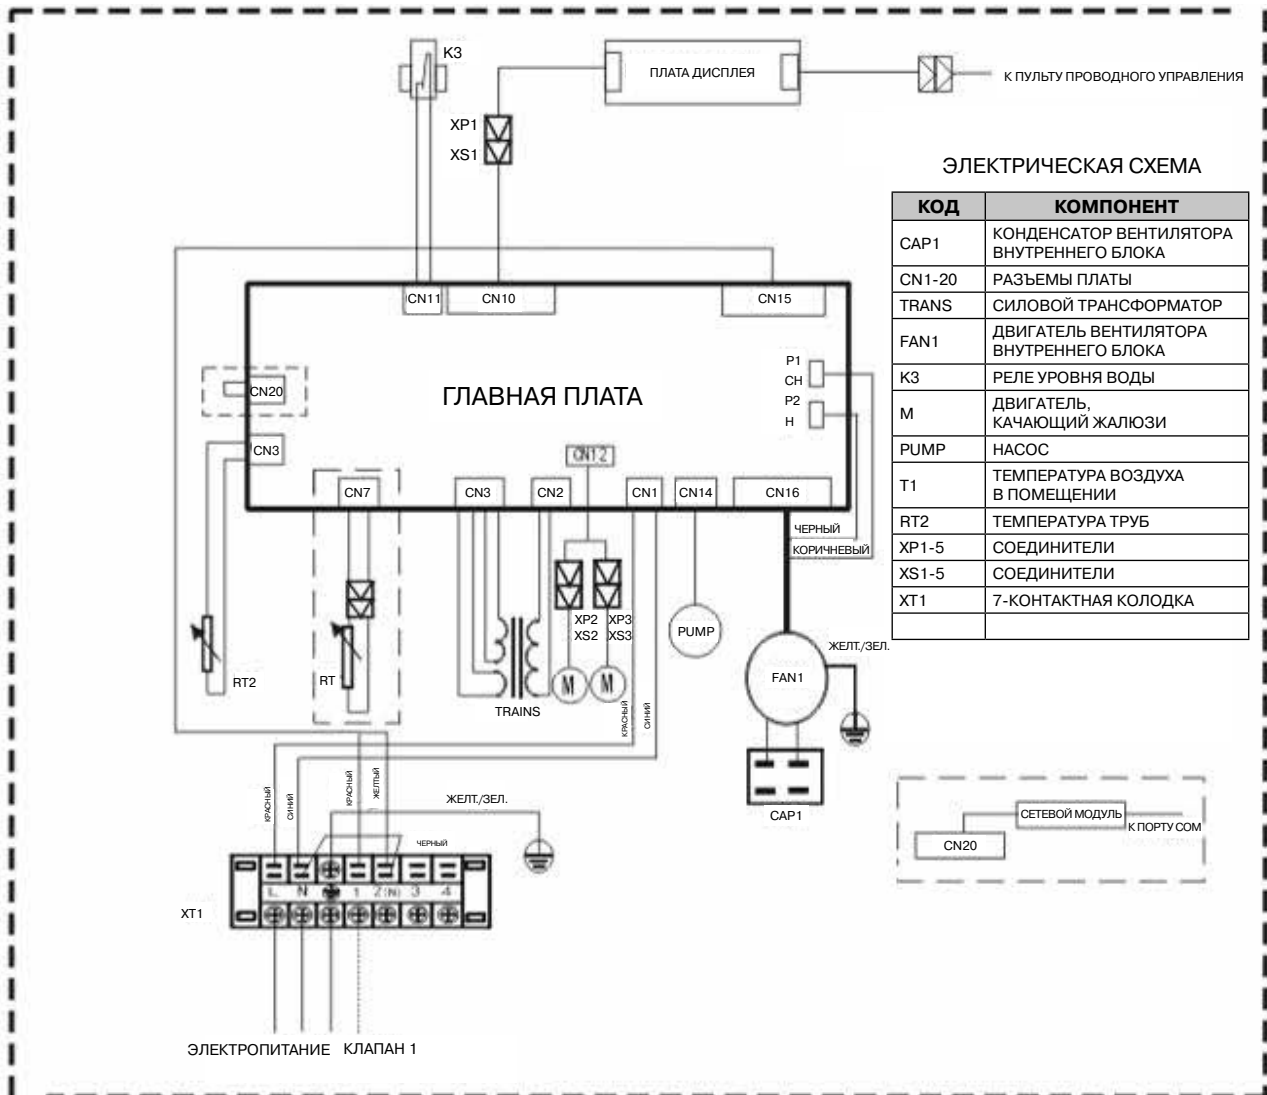 K3
ПЛАТА ДИСПЛЕЯ
К ПУЛЬТУ ПРОВОДНОГО УПРАВЛЕНИЯ
XP1
XS1
ЭЛЕКТРИЧЕСКАЯ СХЕМА
КОД КОМПОНЕНТ
CAP1 КОНДЕНСАТОР ВЕНТИЛЯТОРА
ВНУТРЕННЕГО БЛОКА
CN1-20 РАЗЪЕМЫ ПЛАТЫ
TRANS СИЛОВОЙ ТРАНСФОРМАТОР
FAN1 ДВИГАТЕЛЬ ВЕНТИЛЯТОРА
ВНУТРЕННЕГО БЛОКА
K3 РЕЛЕ УРОВНЯ ВОДЫ
M ДВИГАТЕЛЬ,
КАЧАЮЩИЙ ЖАЛЮЗИ
PUMP НАСОС
T1 ТЕМПЕРАТУРА ВОЗДУХА
В ПОМЕЩЕНИИ
RT2 ТЕМПЕРАТУРА ТРУБ
XP1-5 СОЕДИНИТЕЛИ
XS1-5 СОЕДИНИТЕЛИ
XT1 7-КОНТАКТНАЯ КОЛОДКА
CN11 CN10 CN15
P1
CH
P2
H
CN20
ГЛАВНАЯ ПЛАТА
CN3
CN12
CN7 CN3 CN2 CN1 CN14 CN16
ЧЕРНЫЙ
КОРИЧНЕВЫЙ
XP2 XP3
XS2 XS3
PUMP
ЖЕЛТ./ЗЕЛ.
RT2
RT
M M
FAN1
TRAINS
КРАСНЫЙ
СИНИЙ
КРАСНЫЙ
СИНИЙ
КРАСНЫЙ
ЖЕЛТЫЙ
ЖЕЛТ./ЗЕЛ.
CAP1
СЕТЕВОЙ МОДУЛЬ
К ПОРТУ COM
CN20
ЧЕРНЫЙ
L N 1 2(N) 3 4
XT1
ЭЛЕКТРОПИТАНИЕ КЛАПАН 1